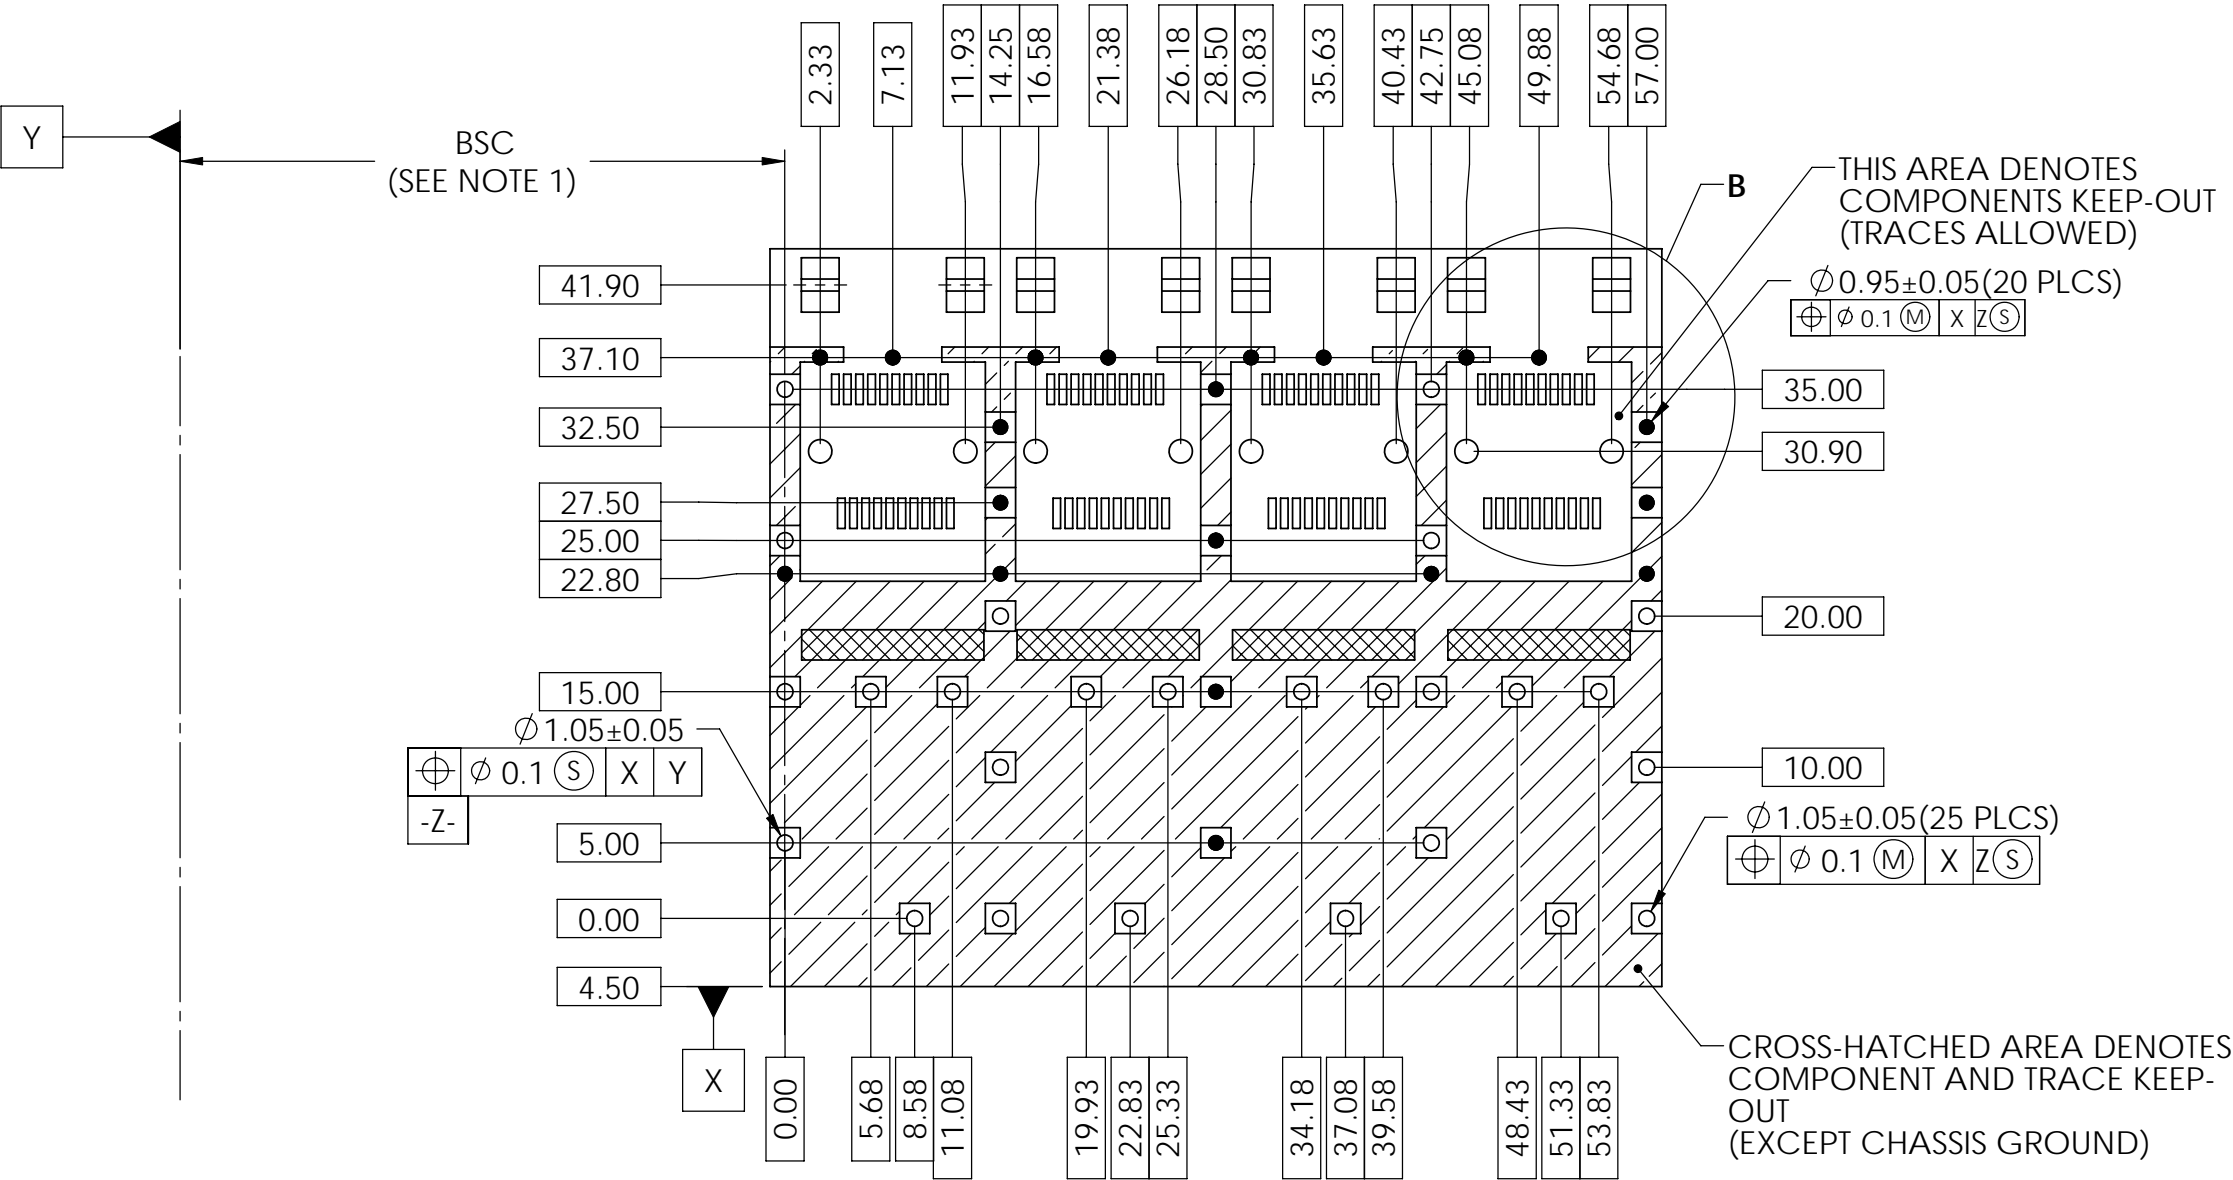 2.33
7.13
11.93
14.25
16.58
21.38
26.18
28.50
30.83
35.63
40.43
42.75
45.08
49.88
54.68
57.00
Y
BSC
(SEE NOTE 1)
B
THIS AREA DENOTES
COMPONENTS KEEP-OUT
(TRACES ALLOWED)
41.90
⌀0.95±0.05(20 PLCS)
⌖ ⌀ 0.1 Ⓜ X Z Ⓢ
37.10
35.00
32.50
30.90
27.50
25.00
22.80
20.00
15.00
⌀1.05±0.05
⌖ ⌀ 0.1 Ⓢ X Y
-Z-
10.00
5.00
⌀1.05±0.05(25 PLCS)
⌖ ⌀ 0.1 Ⓜ X Z Ⓢ
0.00
4.50
X
CROSS-HATCHED AREA DENOTES
COMPONENT AND TRACE KEEP-
OUT
(EXCEPT CHASSIS GROUND)
0.00
5.68
8.58
11.08
19.93
22.83
25.33
34.18
37.08
39.58
48.43
51.33
53.83